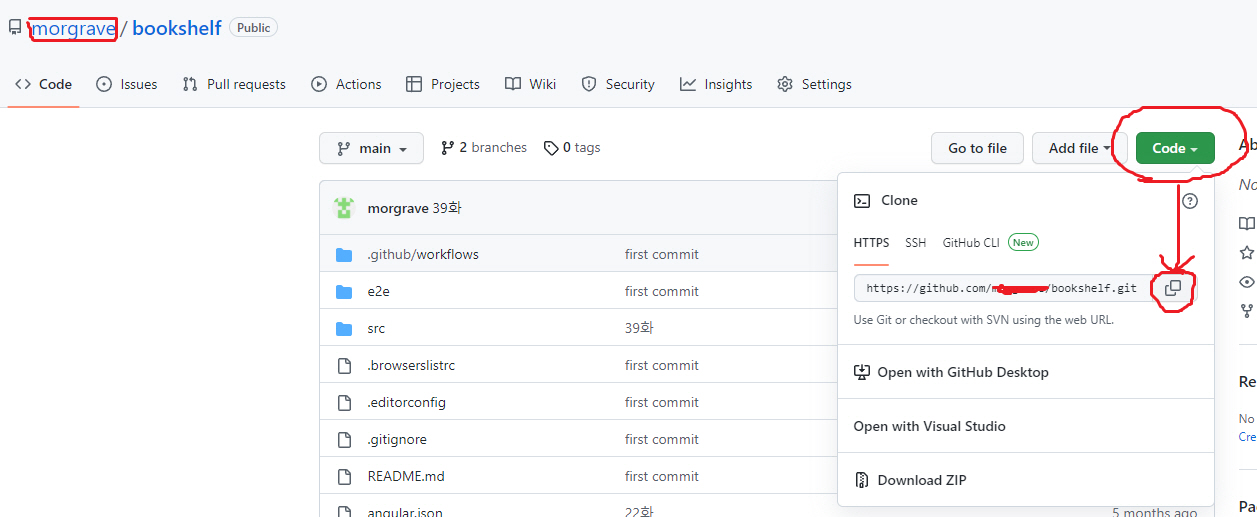 morgrave / bookshelf Public
Code Issues Pull requests Actions Projects Wiki Security Insights Settings
main 2 branches 0 tags Go to file Add file Code
Clone
HTTPS SSH GitHub CLI New
https://github.com/ /bookshelf.git
Use Git or checkout with SVN using the web URL.
Open with GitHub Desktop
Open with Visual Studio
Download ZIP
morgrave 39화
.github/workflows first commit
e2e first commit
src 39화
.browserslistrc first commit
.editorconfig first commit
.gitignore first commit
README.md first commit
angular.json 22화 5 months ago
Ab
No
Re
No
Cre
Pa